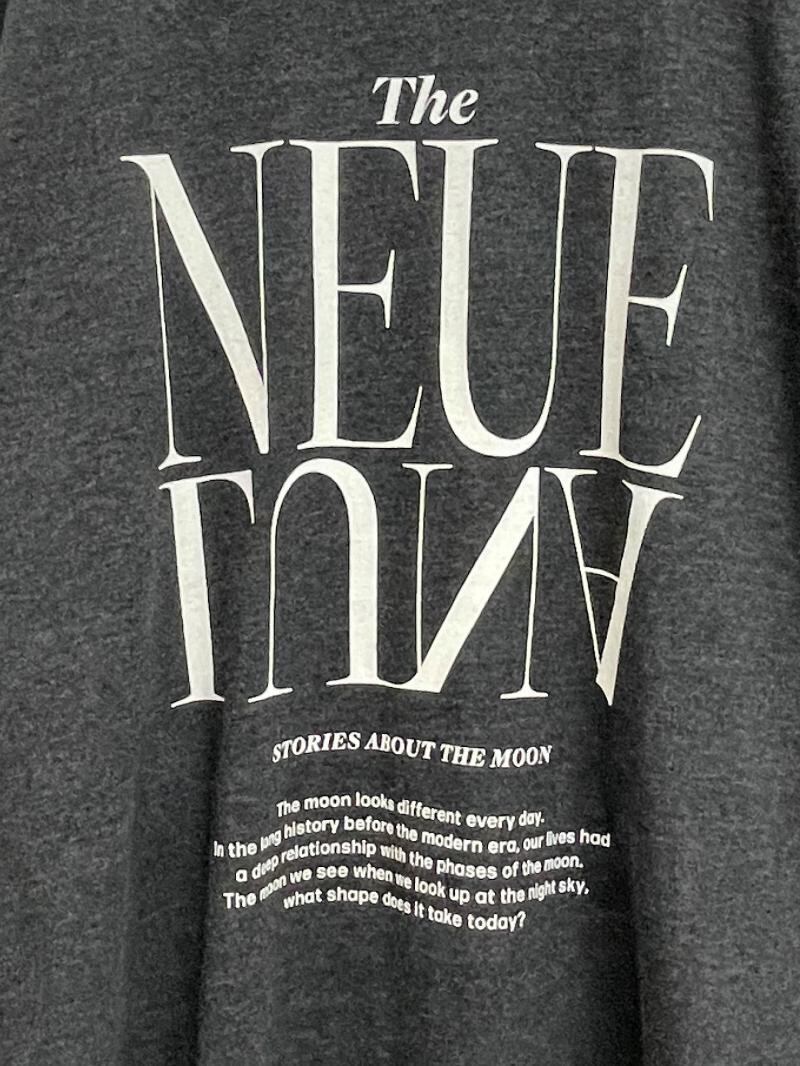 The
NEUE
LUNA
STORIES ABOUT THE MOON
The moon looks different every day.
In the long history before the modern era, our lives had
a deep relationship with the phases of the moon.
The moon we see when we look up at the night sky,
what shape does it take today?